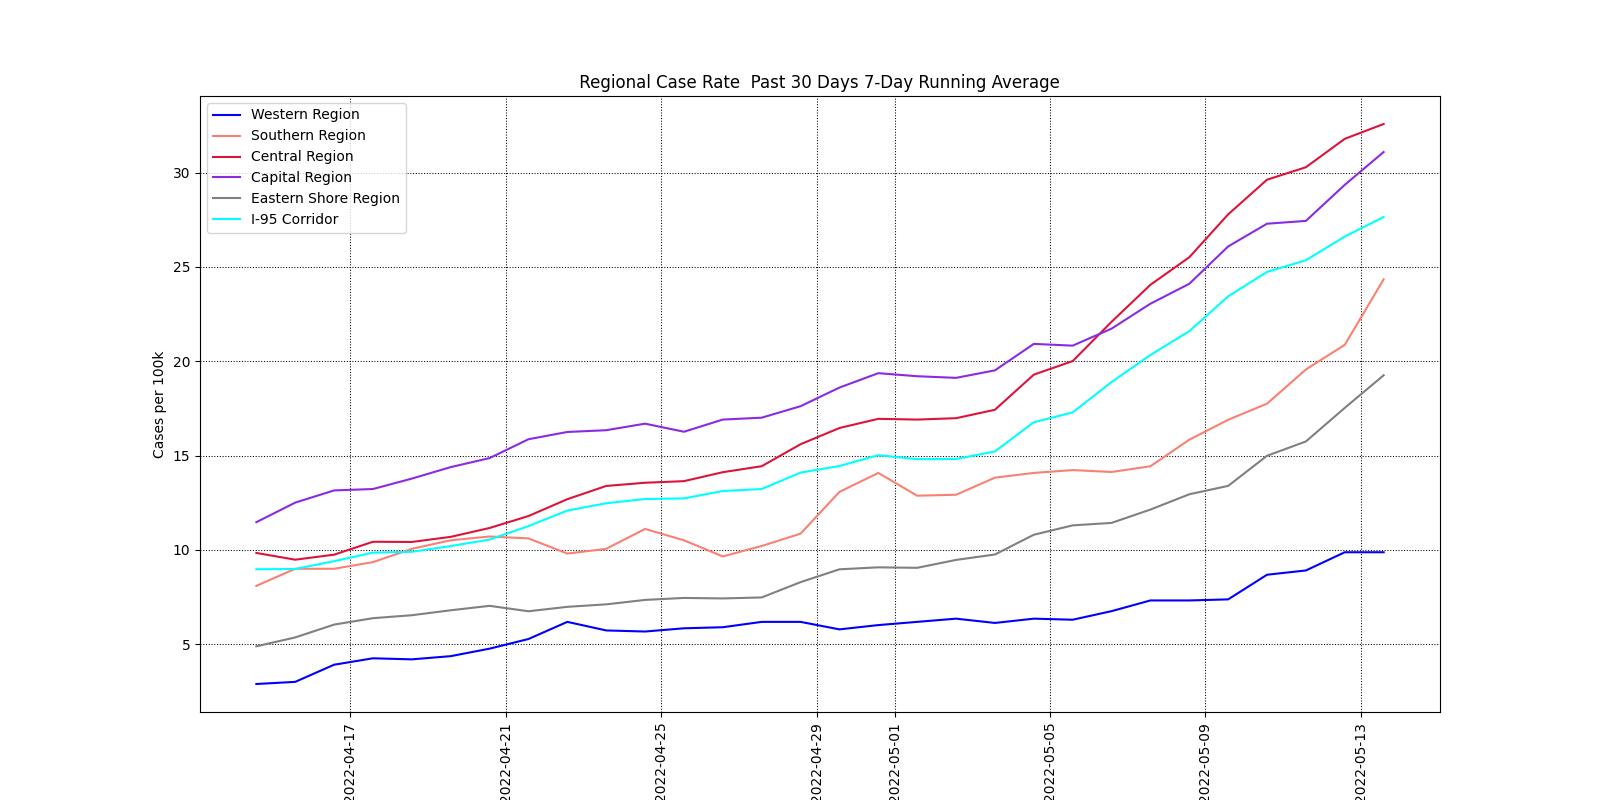 Regional Case Rate  Past 30 Days 7-Day Running Average
Western Region
Southern Region
Central Region
Capital Region
Eastern Shore Region
I-95 Corridor
Cases per 100k
30
25
20
15
10
5
2022-04-17
2022-04-21
2022-04-25
2022-04-29
2022-05-01
2022-05-05
2022-05-09
2022-05-13